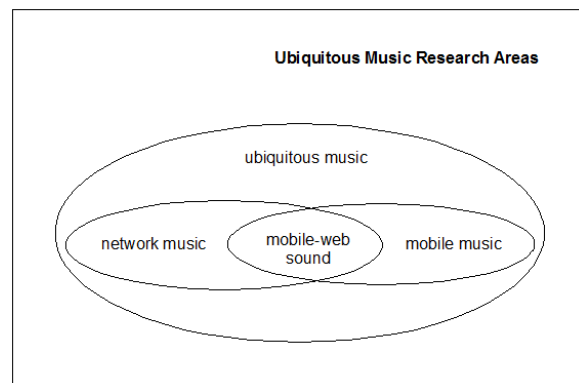 Ubiquitous Music Research Areas
ubiquitous music
network music
mobile-web
sound
mobile music